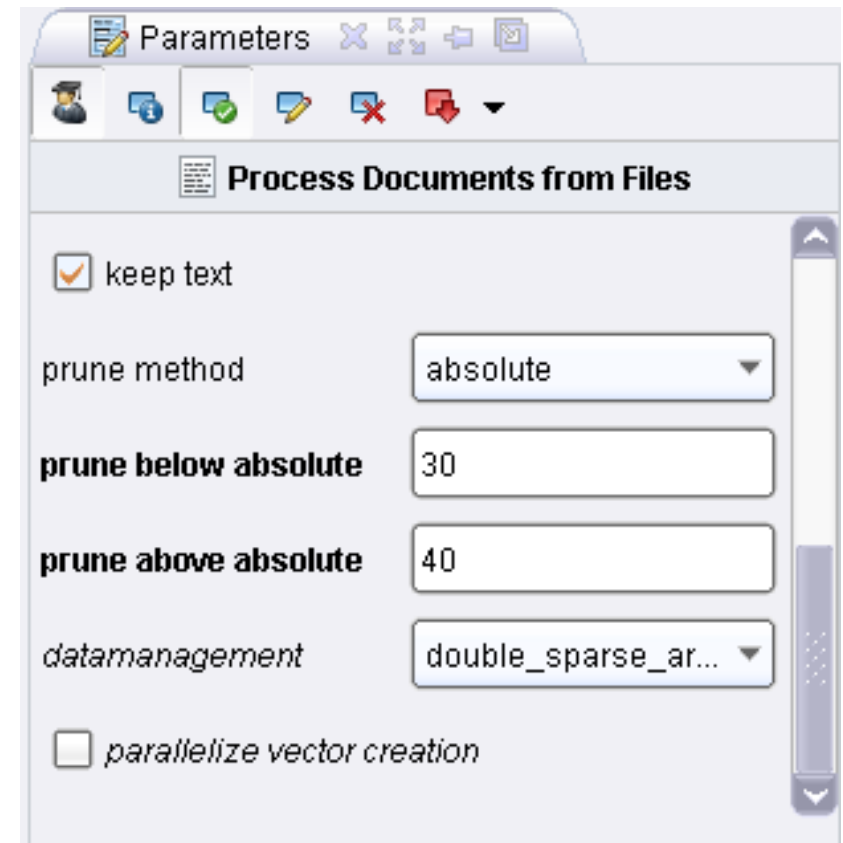 Parameters
Process Documents from Files
keep text
prune method absolute
prune below absolute 30
prune above absolute 40
datamanagement double_sparse_ar...
parallelize vector creation